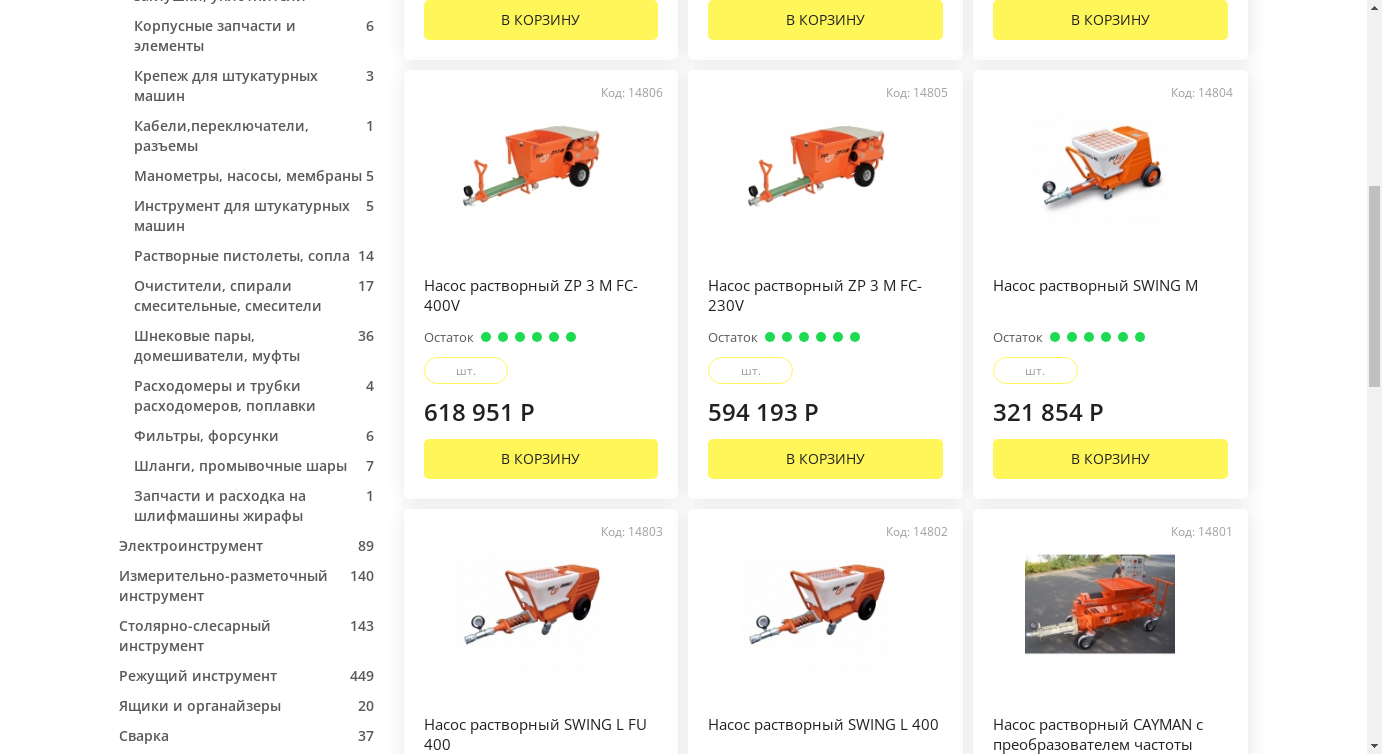 Корпусные запчасти и 6
элементы
Крепеж для штукатурных 3
машин
Кабели,переключатели, 1
разъемы
Манометры, насосы, мембраны 5
Инструмент для штукатурных 5
машин
Растворные пистолеты, сопла 14
Очистители, спирали 17
смесительные, смесители
Шнековые пары, 36
домешиватели, муфты
Расходомеры и трубки 4
расходомеров, поплавки
Фильтры, форсунки 6
Шланги, промывочные шары 7
Запчасти и расходка на 1
шлифмашины жирафы
Электроинструмент 89
Измерительно-разметочный 140
инструмент
Столярно-слесарный 143
инструмент
Режущий инструмент 449
Ящики и органайзеры 20
Сварка 37
В КОРЗИНУ
В КОРЗИНУ
В КОРЗИНУ
Код: 14806
Насос растворный ZP 3 M FC-
400V
Остаток
шт.
618 951 Р
В КОРЗИНУ
Код: 14805
Насос растворный ZP 3 M FC-
230V
Остаток
шт.
594 193 Р
В КОРЗИНУ
Код: 14804
Насос растворный SWING M
Остаток
шт.
321 854 Р
В КОРЗИНУ
Код: 14803
Насос растворный SWING L FU
400
Код: 14802
Насос растворный SWING L 400
Код: 14801
Насос растворный CAYMAN с
преобразователем частоты